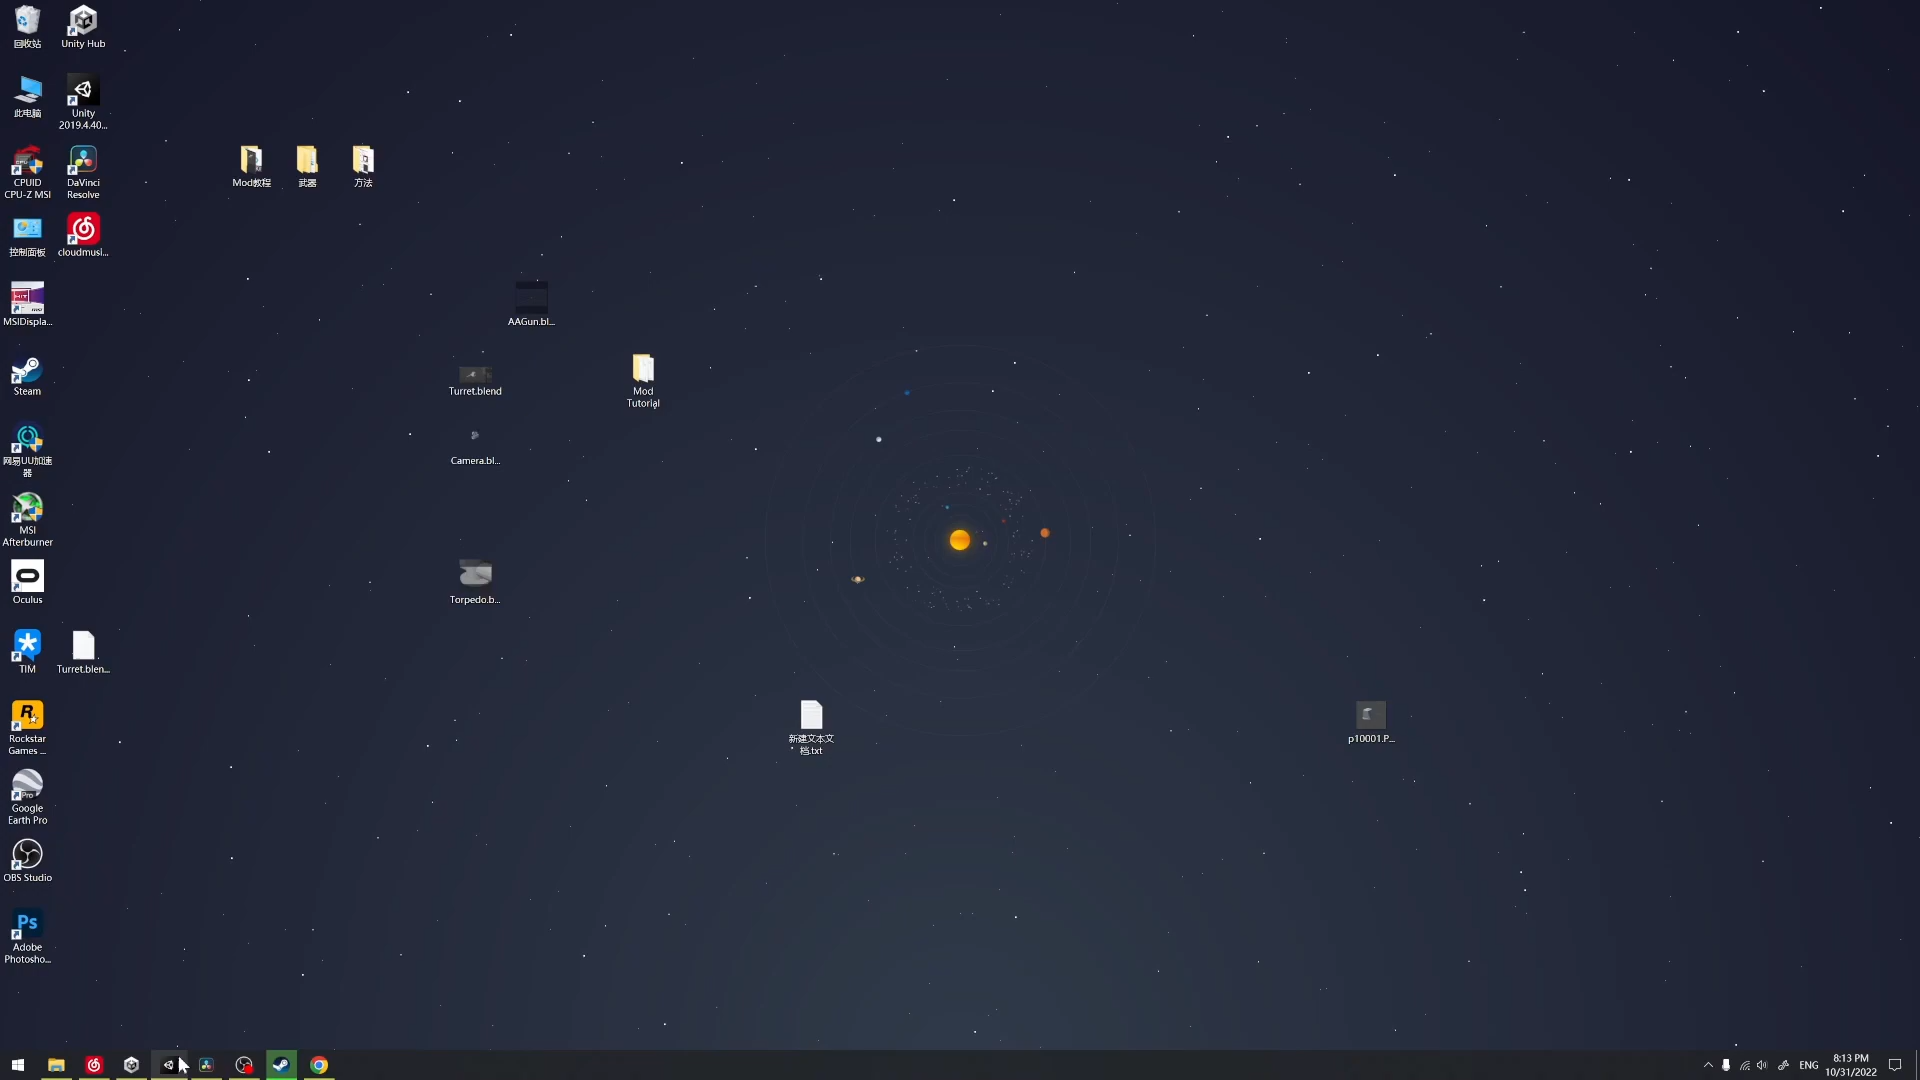 回收站
Unity Hub
此电脑
Unity
2019.4.40...
CPUID
CPU-Z MSI
DaVinci
Resolve
Mod教程
武器
方法
控制面板
cloudmusi...
MSIDispla...
AAGun.bl...
Steam
Turret.blend
Mod
Tutorial
网易UU加速
器
Camera.bl...
MSI
Afterburner
Oculus
Torpedo.b...
TIM
Turret.blen...
Rockstar
Games ...
新建文本文
档.txt
p10001.P...
Pro
Google
Earth Pro
OBS Studio
Ps
Adobe
Photosho...
ENG
8:13 PM
10/31/2022